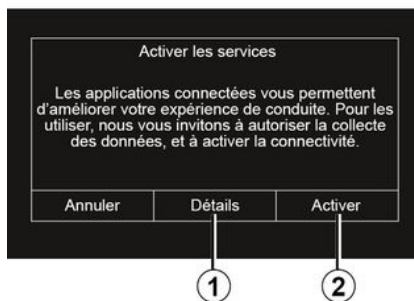 Activer les services
Les applications connectées vous permettent
d'améliorer votre expérience de conduite. Pour les
utiliser, nous vous invitons à autoriser la collecte
des données, et à activer la connectivité.
Annuler Détails Activer
1 2